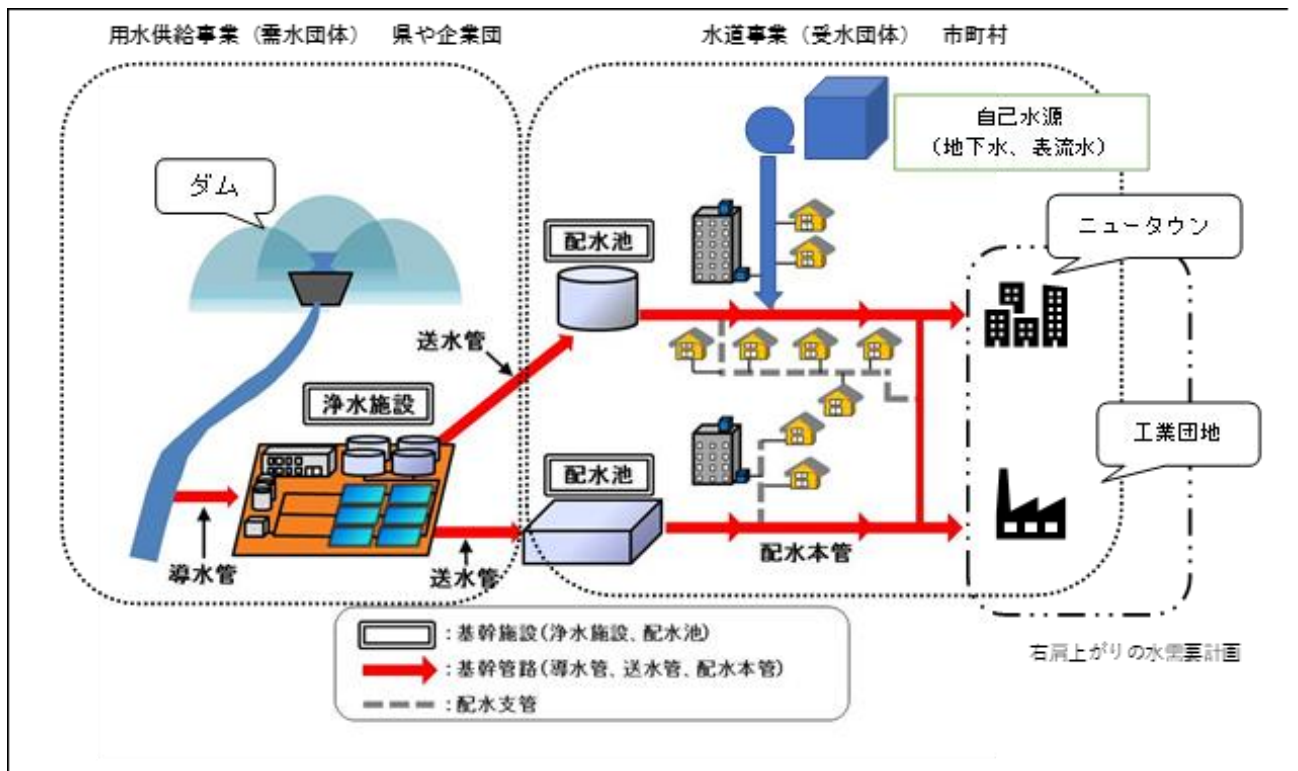 用水供給事業（需水団体）　県や企業団
水道事業（受水団体）　市町村
自己水源
（地下水、表流水）
ダム
ニュータウン
配水池
送水管
浄水施設
工業団地
配水池
導水管
送水管
配水本管
：基幹施設(浄水施設、配水池)
：基幹管路(導水管、送水管、配水本管)
：配水支管
右肩上がりの水需要計画